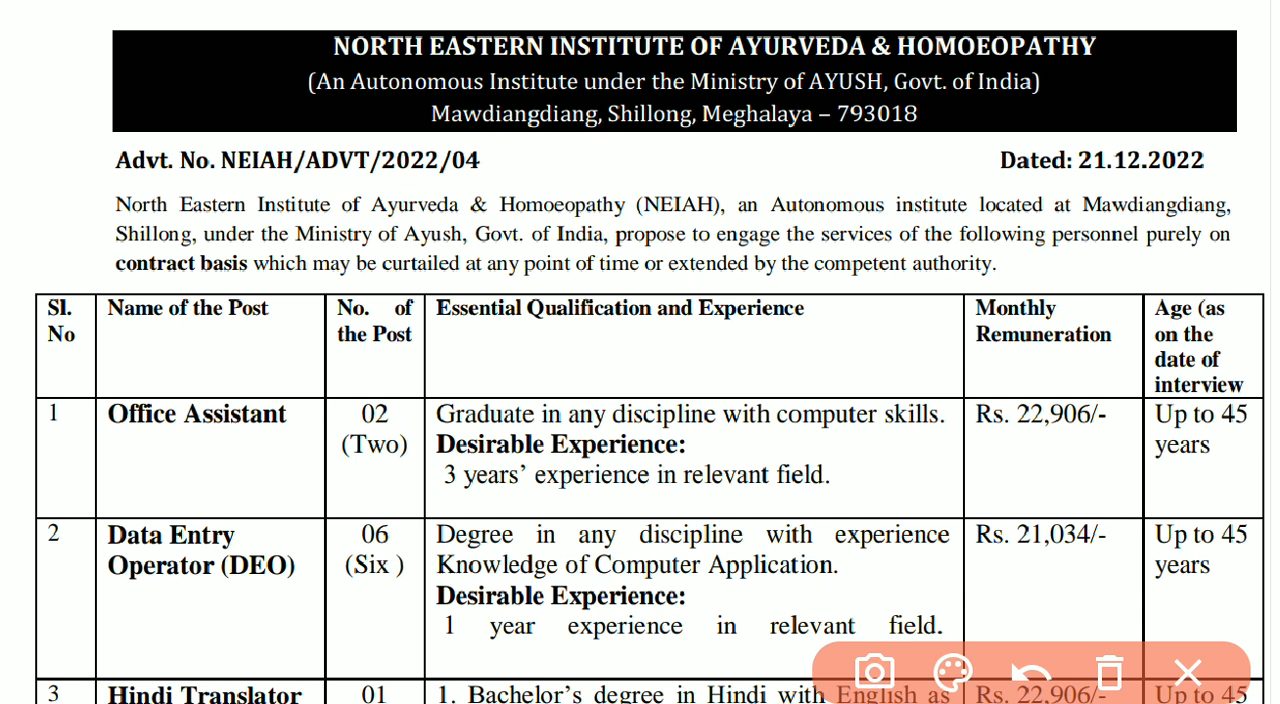 NORTH EASTERN INSTITUTE OF AYURVEDA & HOMOEOPATHY
(An Autonomous Institute under the Ministry of AYUSH, Govt. of India)
Mawdiangdiang, Shillong, Meghalaya – 793018
Advt. No. NEIAH/ADVT/2022/04 Dated: 21.12.2022
North Eastern Institute of Ayurveda & Homoeopathy (NEIAH), an Autonomous institute located at Mawdiangdiang,
Shillong, under the Ministry of Ayush, Govt. of India, propose to engage the services of the following personnel purely on
contract basis which may be curtailed at any point of time or extended by the competent authority.
Sl. No
Name of the Post
No. of the Post
Essential Qualification and Experience
Monthly Remuneration
Age (as on the date of interview
1
Office Assistant
02
(Two)
Graduate in any discipline with computer skills.
Desirable Experience:
3 years’ experience in relevant field.
Rs. 22,906/-
Up to 45
years
2
Data Entry
Operator (DEO)
06
(Six )
Degree in any discipline with experience
Knowledge of Computer Application.
Desirable Experience:
1 year experience in relevant field.
Rs. 21,034/-
Up to 45
years
3
Hindi Translator
01
1. Bachelor’s degree in Hindi with English as
Rs. 22,906/-
Up to 45